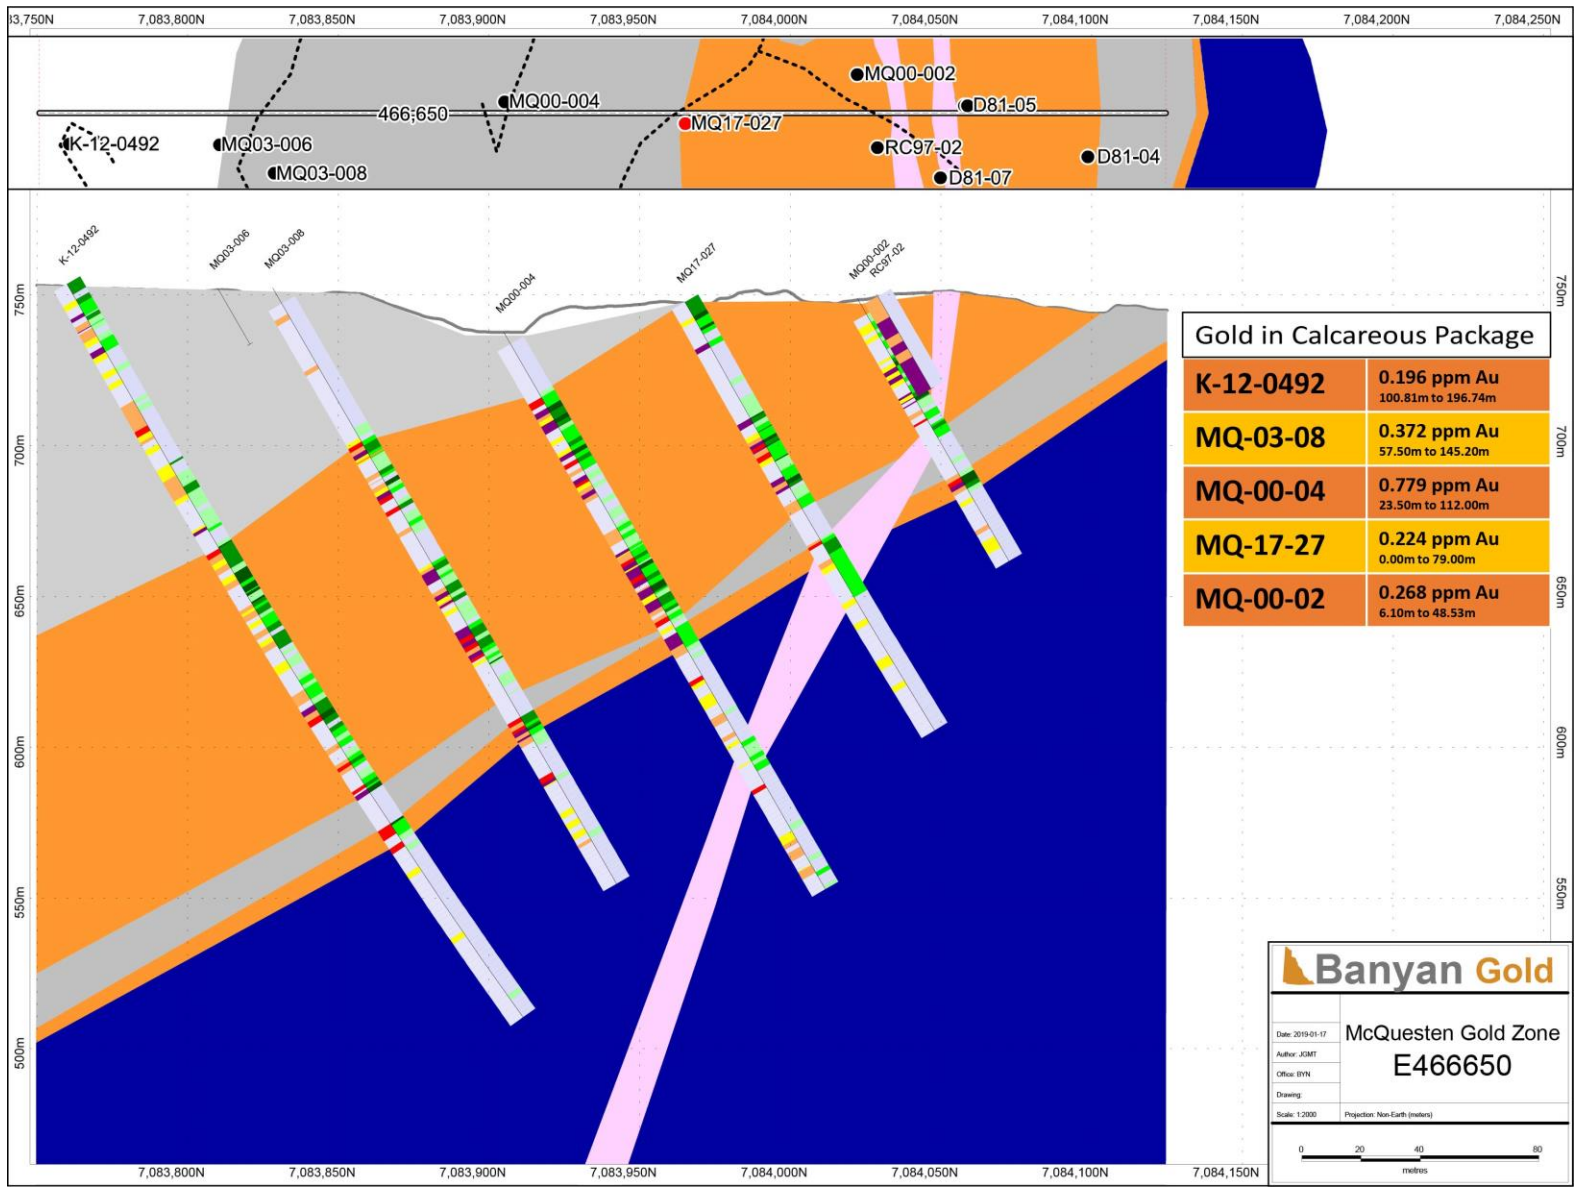 83,750N 7,083,800N 7,083,850N 7,083,900N 7,083,950N 7,084,000N 7,084,050N 7,084,100N 7,084,150N 7,084,200N 7,084,250N
MQ00-002
MQ00-004
D81-05
466,650
MQ17-027
K-12-0492
MQ03-006
RC97-02
D81-04
MQ03-008
D81-07
K-12-0492
MQ03-006
MQ03-008
MQ00-004
MQ17-027
MQ00-002
RC97-02
750m
700m
650m
600m
550m
500m
750m
700m
650m
600m
550m
Gold in Calcareous Package
K-12-0492 0.196 ppm Au
100.81m to 196.74m
MQ-03-08 0.372 ppm Au
57.50m to 145.20m
MQ-00-04 0.779 ppm Au
23.50m to 112.00m
MQ-17-27 0.224 ppm Au
0.00m to 79.00m
MQ-00-02 0.268 ppm Au
6.10m to 48.53m
Banyan Gold
Date: 2019-01-17
Author: JGMT
Office: BYN
Drawing:
Scale: 1:2000
McQuesten Gold Zone
E466650
Projection: Non-Earth (meters)
0 20 40 80
metres
7,083,800N 7,083,850N 7,083,900N 7,083,950N 7,084,000N 7,084,050N 7,084,100N 7,084,150N